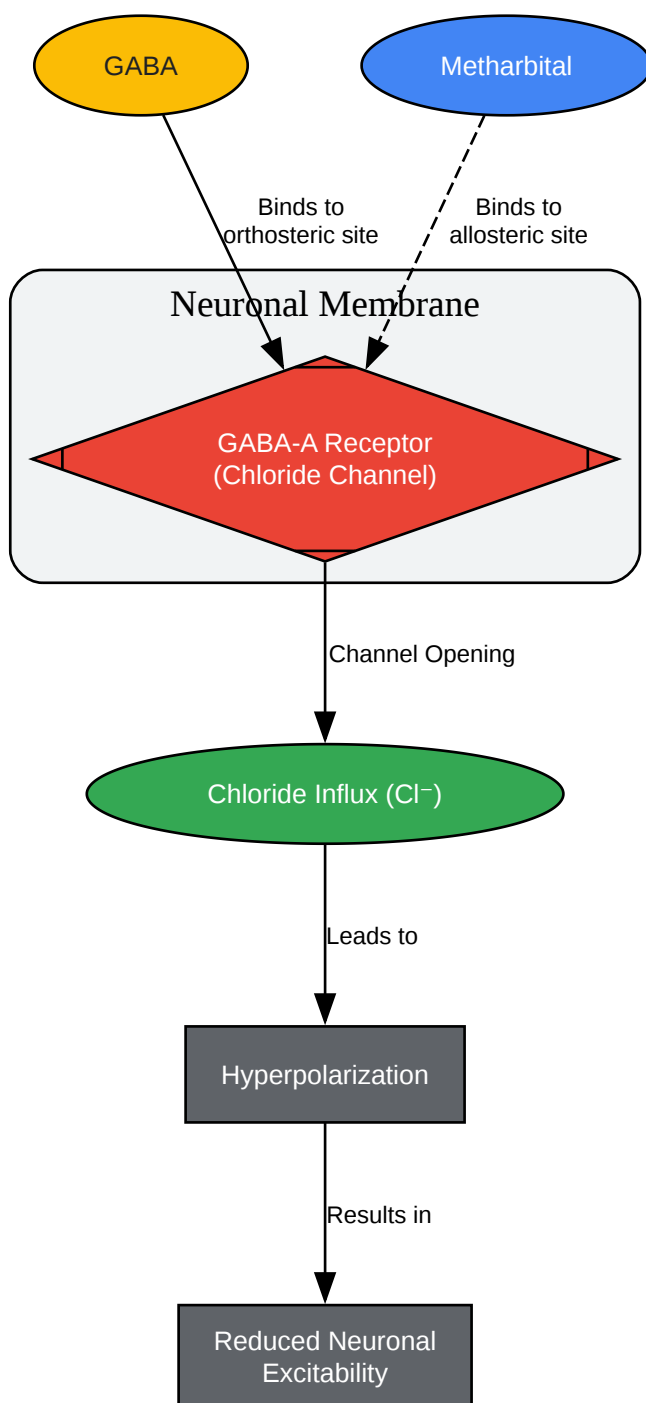 GABA
Metharbital
Binds to
orthosteric site
Binds to
allosteric site
Neuronal Membrane
GABA-A Receptor
(Chloride Channel)
Channel Opening
Chloride Influx (Cl⁻)
Leads to
Hyperpolarization
Results in
Reduced Neuronal
Excitability